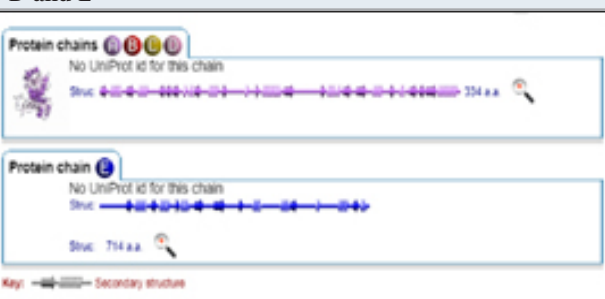 Protein chains A B C D
No UniProt id for this chain
Struc 334 a.a.
Protein chain E
No UniProt id for this chain
Struc
Struc 714 a.a.
Key: Secondary structure